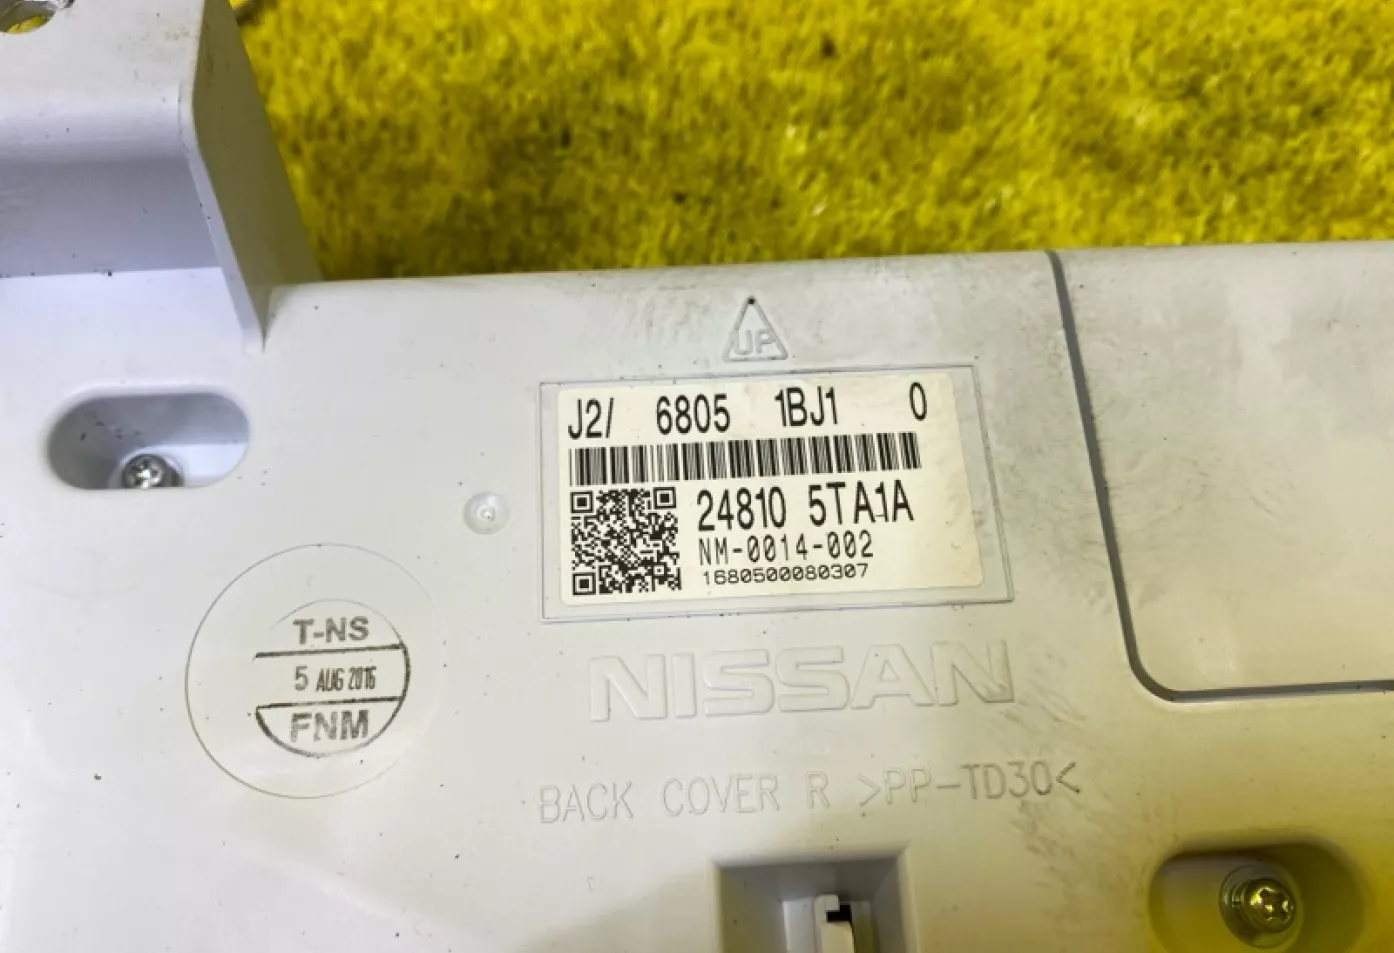 UP
J2/ 6805 1BJ1 0
24810 5TA1A
NM-0014-002
1680500080307
T-NS
5 AUG 2016
FNM
NISSAN
BACK COVER R >PP-TD30<